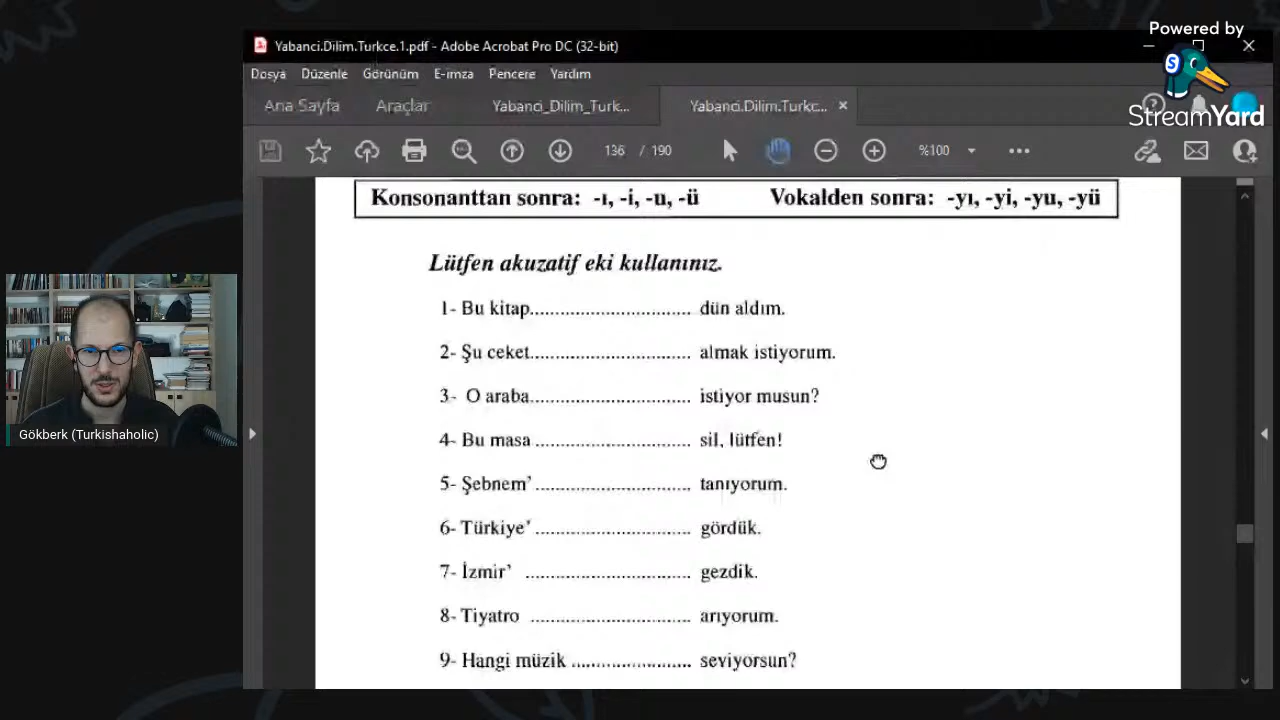 Powered by
StreamYard
Yabanci.Dilim.Turkce.1.pdf - Adobe Acrobat Pro DC (32-bit)
Dosya Düzenle Görünüm E-imza Pencere Yardım
Ana Sayfa Araçlar Yabanci_Dilim_Turk... Yabanci.Dilim.Turkc...
136 / 190 %100
Konsonanttan sonra: -ı, -i, -u, -ü Vokalden sonra: -yı, -yi, -yu, -yü
Lütfen akuzatif eki kullanınız.
1- Bu kitap................................ dün aldım.
2- Şu ceket................................ almak istiyorum.
3- O araba................................ istiyor musun?
4- Bu masa ............................... sil, lütfen!
5- Şebnem' ............................... tanıyorum.
6- Türkiye' ............................... gördük.
7- İzmir' ................................. gezdik.
8- Tiyatro ................................ arıyorum.
9- Hangi müzik ........................ seviyorsun?
Gökberk (Turkishaholic)